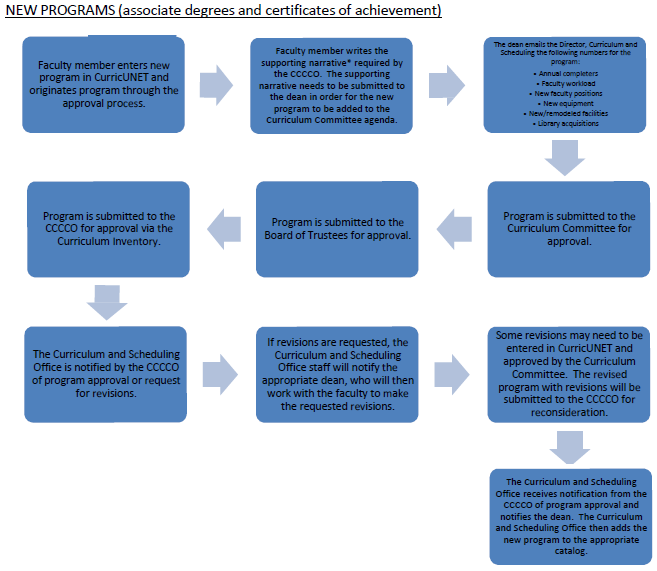 NEW PROGRAMS (associate degrees and certificates of achievement)
Faculty member enters new
program in CurricUNET and
originates program through the
approval process.
Faculty member writes the
supporting narrative* required by
the CCCCO. The supporting
narrative needs to be submitted to
the dean in order for the new
program to be added to the
Curriculum Committee agenda.
The dean emails the Director, Curriculum and
Scheduling the following numbers for the
program:
• Annual completers
• Faculty workload
• New faculty positions
• New equipment
• New/remodeled facilities
• Library acquisitions
Program is submitted to the
Curriculum Committee for
approval.
Program is submitted to the
Board of Trustees for approval.
Program is submitted to the
CCCCO for approval via the
Curriculum Inventory.
The Curriculum and Scheduling
Office is notified by the CCCCO
of program approval or request
for revisions.
If revisions are requested, the
Curriculum and Scheduling
Office staff will notify the
appropriate dean, who will then
work with the faculty to make
the requested revisions.
Some revisions may need to be
entered in CurricUNET and
approved by the Curriculum
Committee. The revised
program with revisions will be
submitted to the CCCCO for
reconsideration.
The Curriculum and Scheduling
Office receives notification from the
CCCCO of program approval and
notifies the dean. The Curriculum
and Scheduling Office then adds the
new program to the appropriate
catalog.